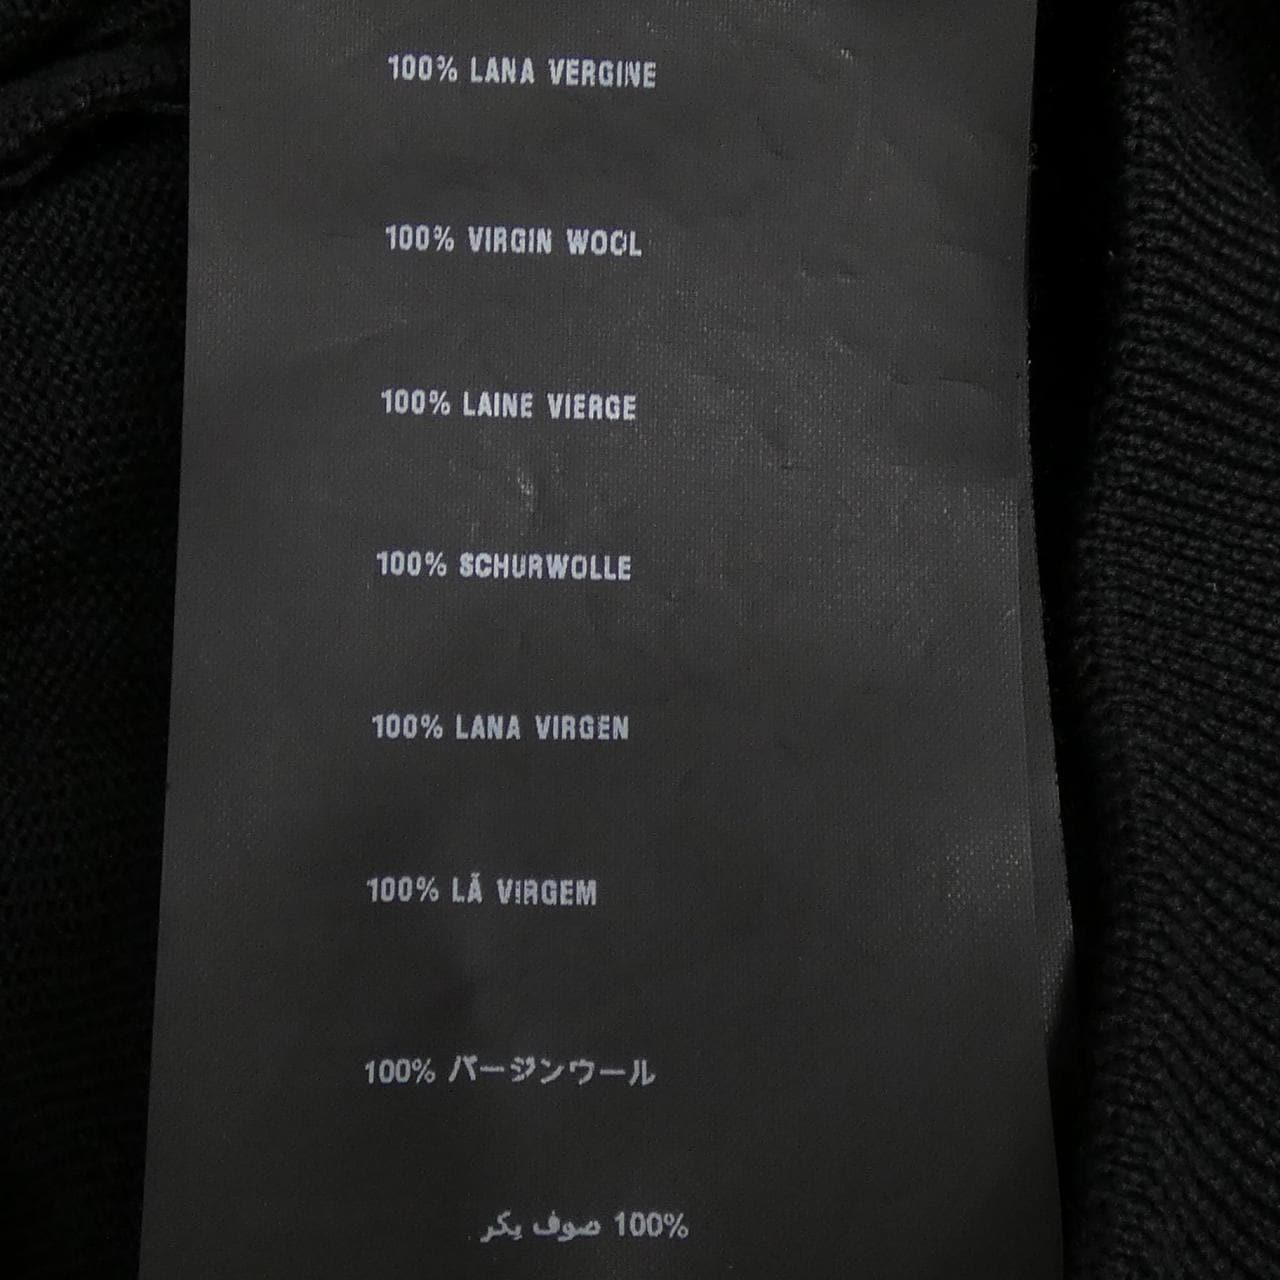 100% LANA VERGINE
100% VIRGIN WOOL
100% LAINE VIERGE
100% SCHURWOLLE
100% LANA VIRGEN
100% LÃ VIRGEM
100% バージンウール
100% صوف بكر